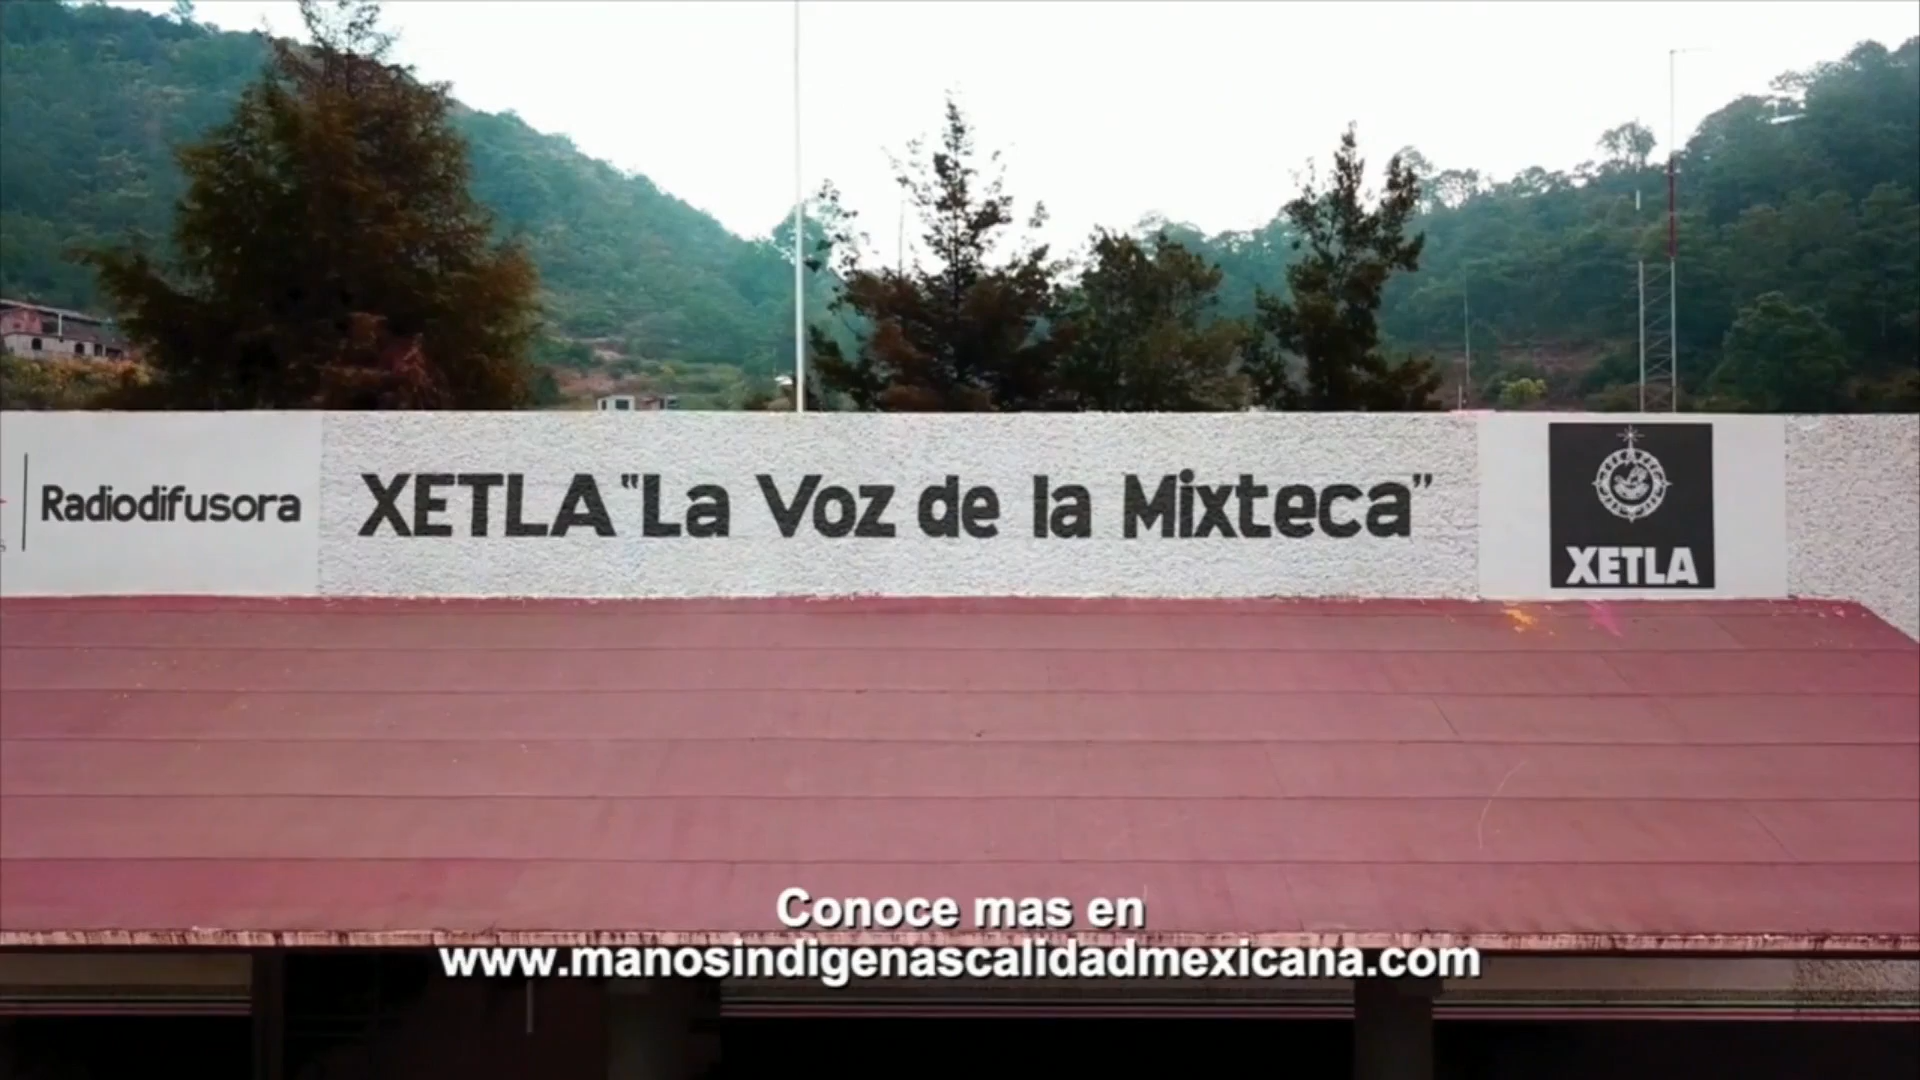 Radiodifusora
XETLA "La Voz de la Mixteca"
XETLA
Conoce mas en
www.manosindigenascalidadmexicana.com